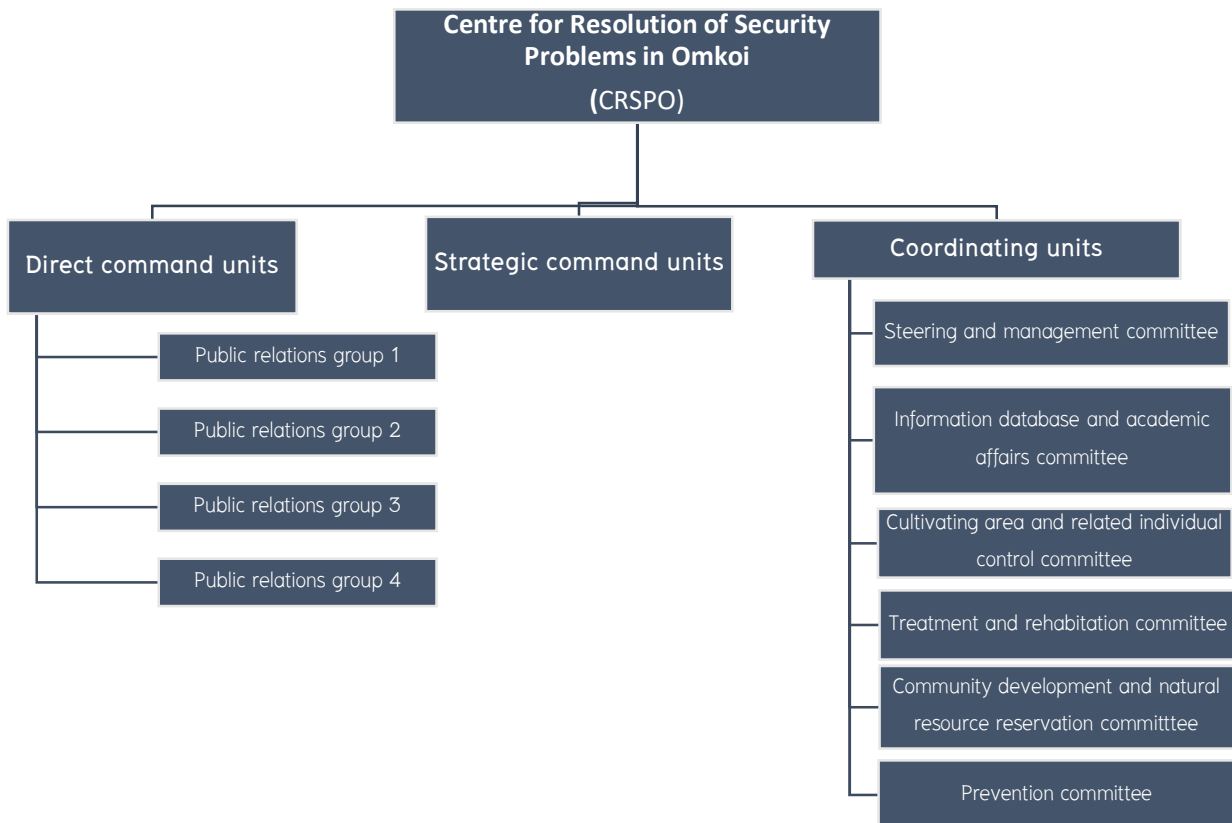 Centre for Resolution of Security
Problems in Omkoi
(CRSPO)
Direct command units
Strategic command units
Coordinating units
Public relations group 1
Public relations group 2
Public relations group 3
Public relations group 4
Steering and management committee
Information database and academic
affairs committee
Cultivating area and related individual
control committee
Treatment and rehabitation committee
Community development and natural
resource reservation committtee
Prevention committee